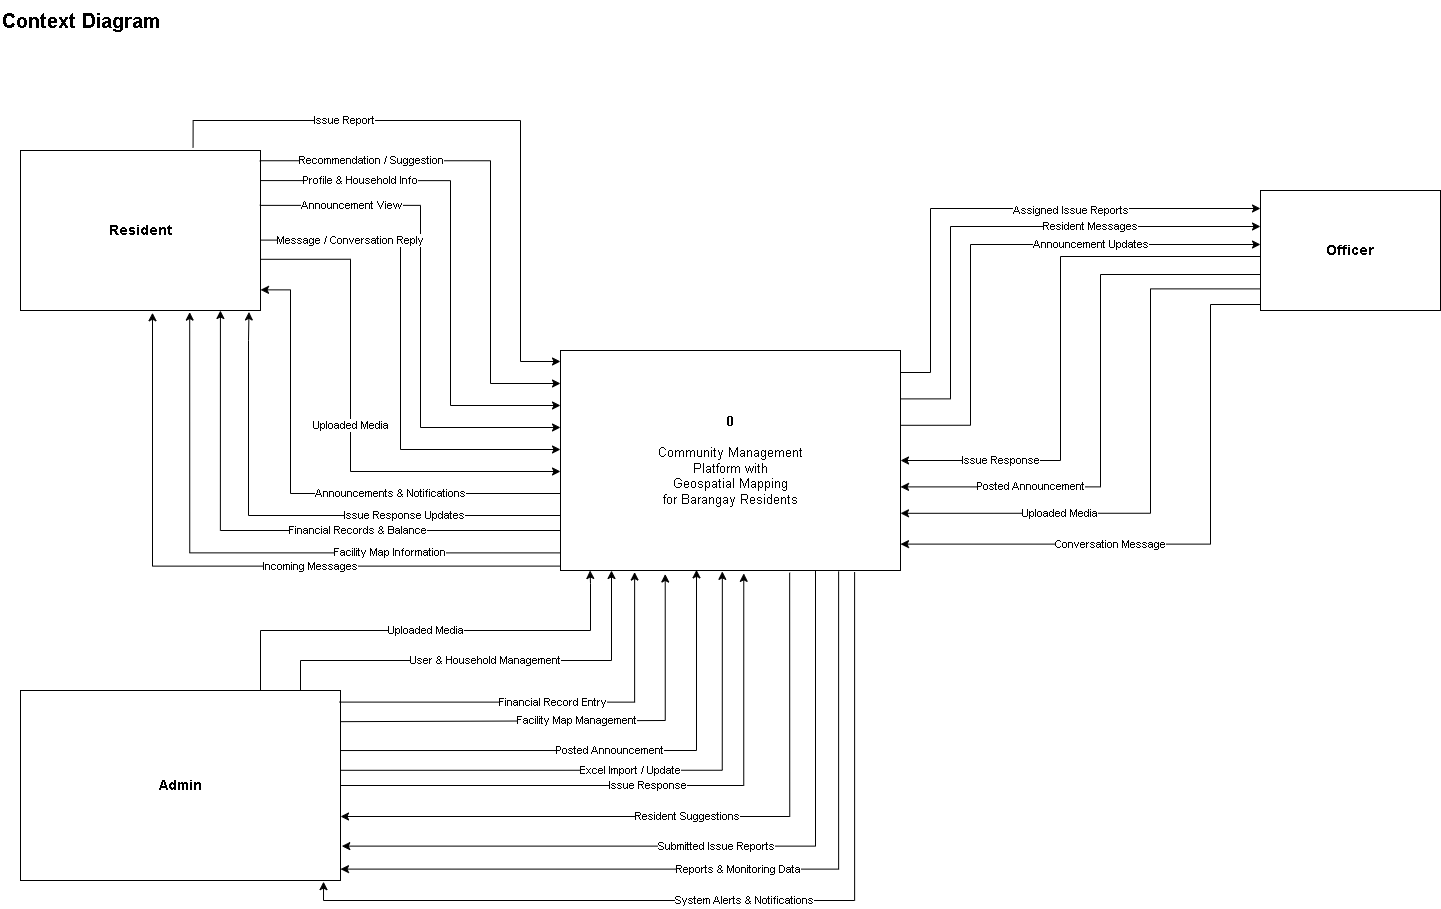 Context Diagram
Issue Report
Recommendation / Suggestion
Profile & Household Info
Announcement View
Message / Conversation Reply
Resident
Assigned Issue Reports
Resident Messages
Announcement Updates
Officer
0
Community Management
Platform with
Geospatial Mapping
for Barangay Residents
Uploaded Media
Announcements & Notifications
Issue Response Updates
Financial Records & Balance
Facility Map Information
Incoming Messages
Issue Response
Posted Announcement
Uploaded Media
Conversation Message
Uploaded Media
User & Household Management
Financial Record Entry
Facility Map Management
Posted Announcement
Excel Import / Update
Issue Response
Admin
Resident Suggestions
Submitted Issue Reports
Reports & Monitoring Data
System Alerts & Notifications